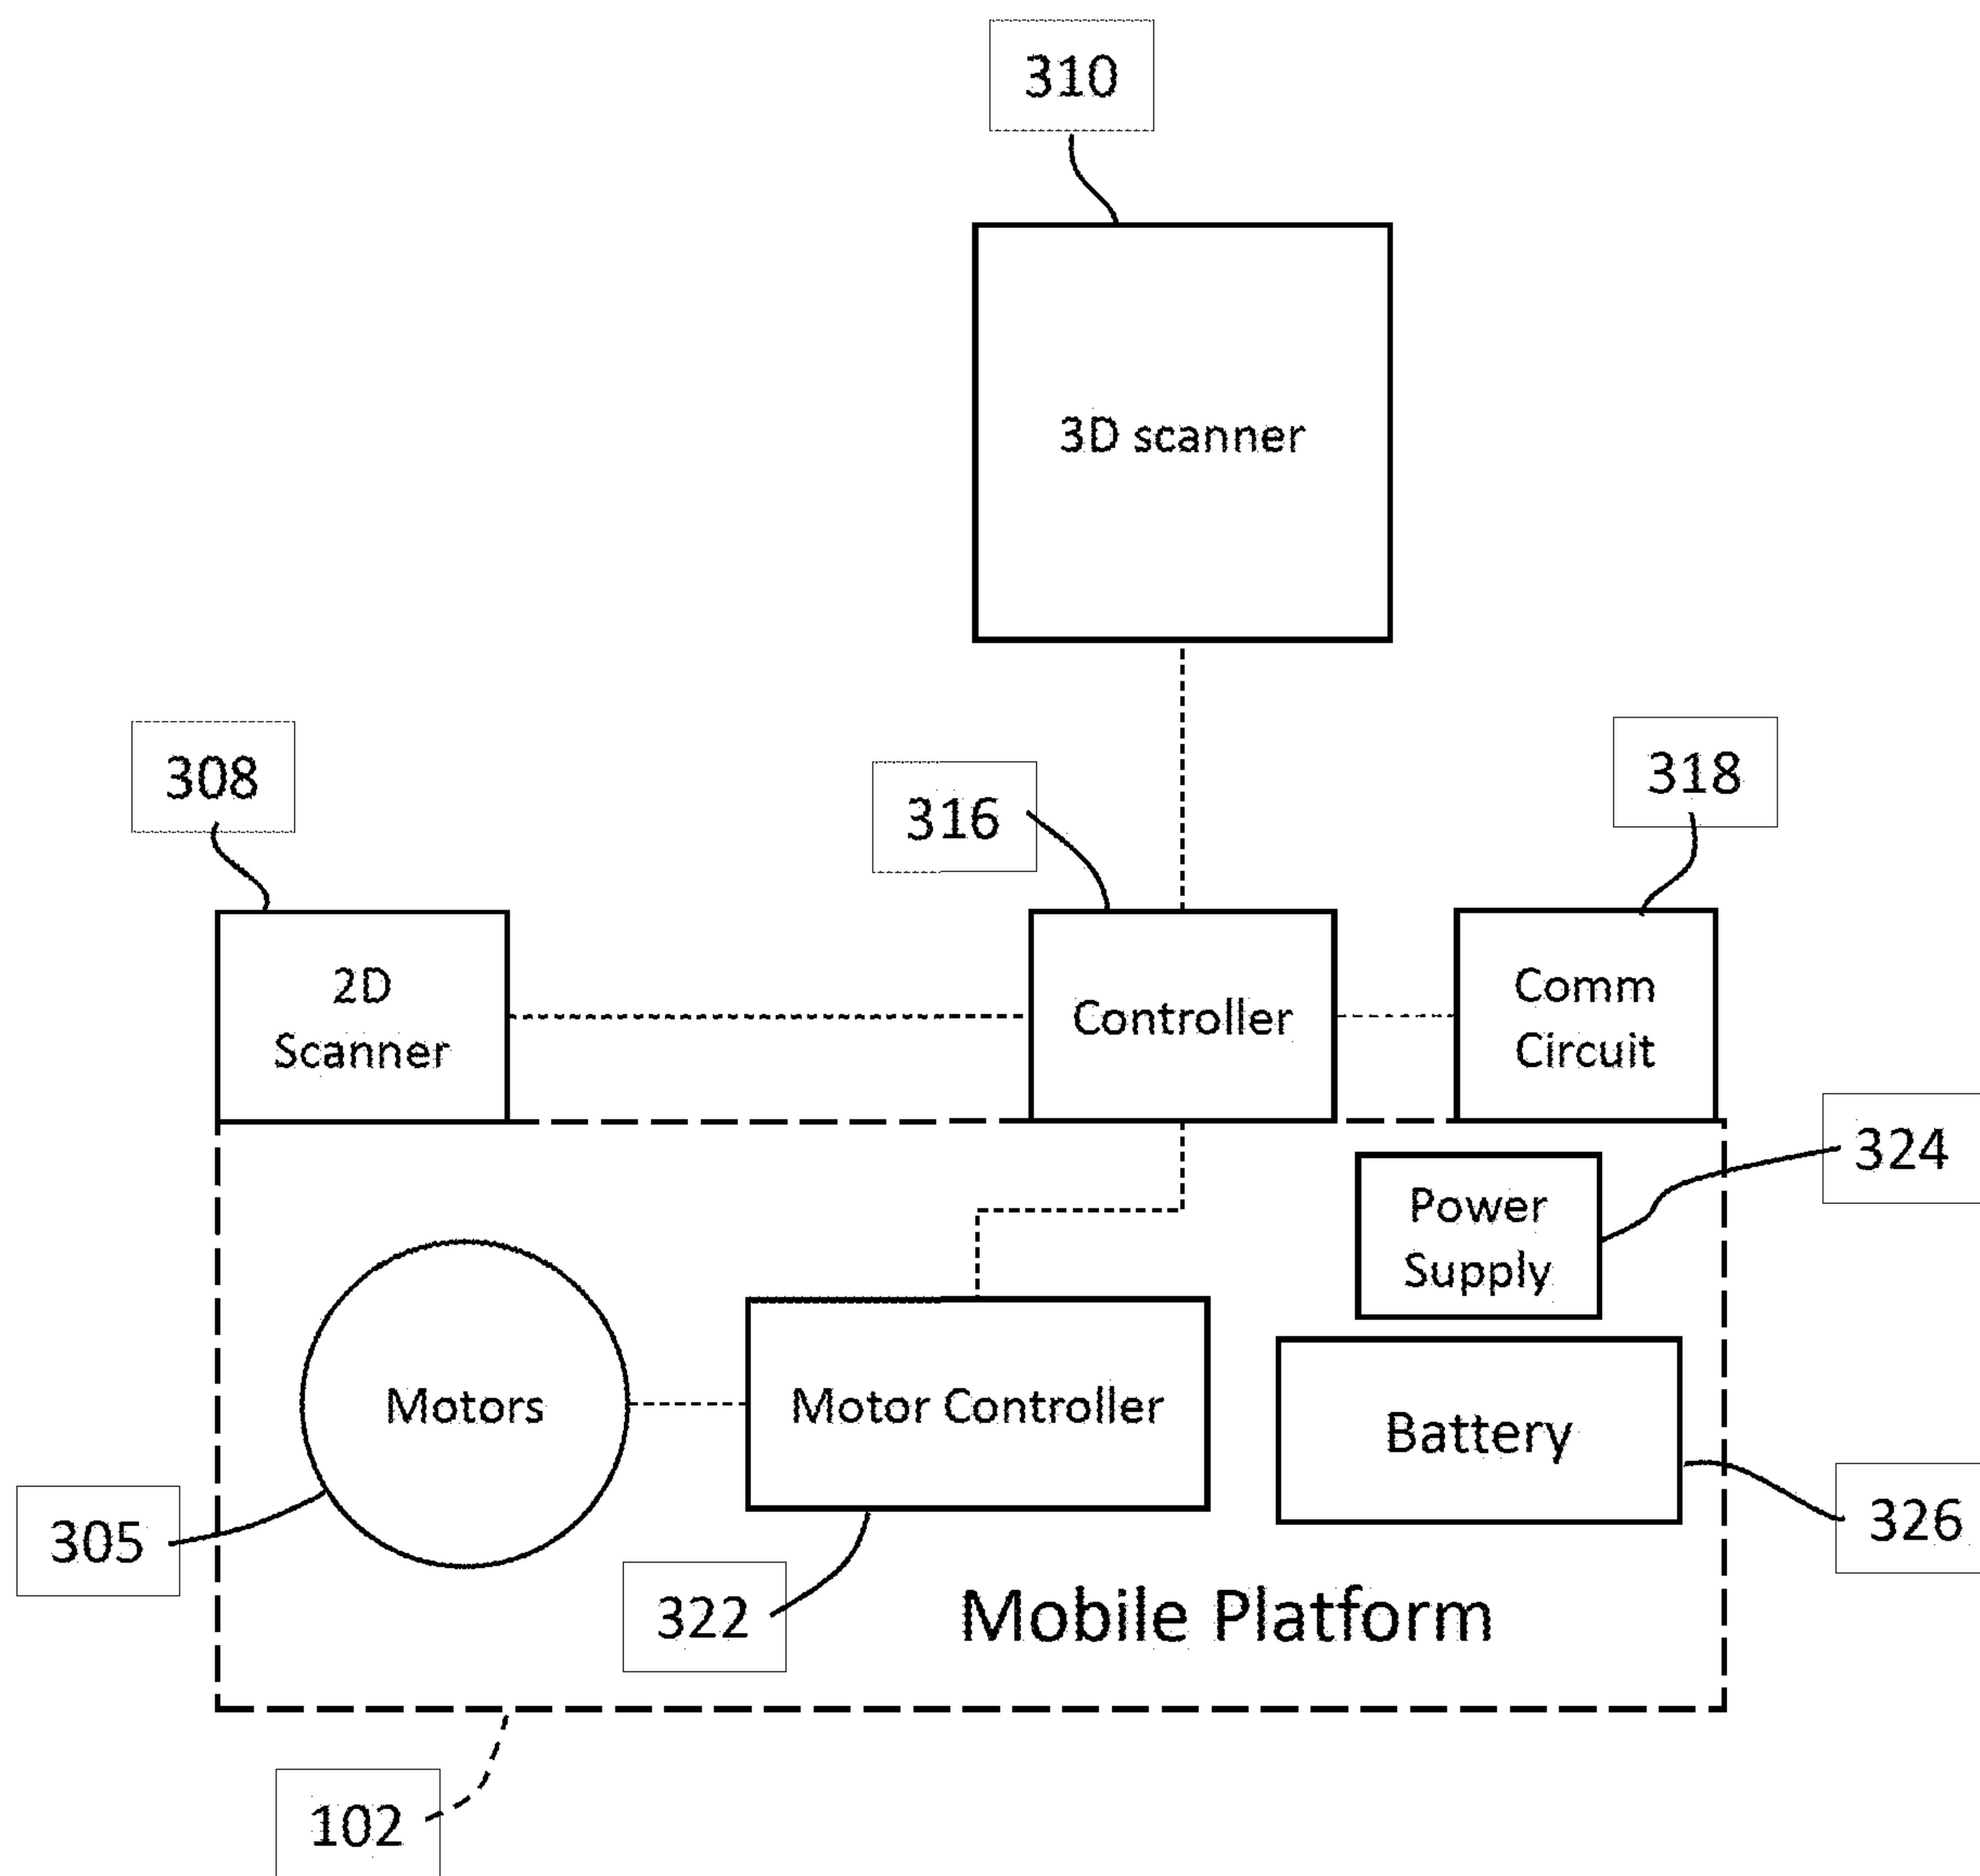 310
3D scanner
308
316
318
2D
Scanner
Controller
Comm
Circuit
324
Power
Supply
Motors
Motor Controller
Battery
305
322
326
Mobile Platform
102